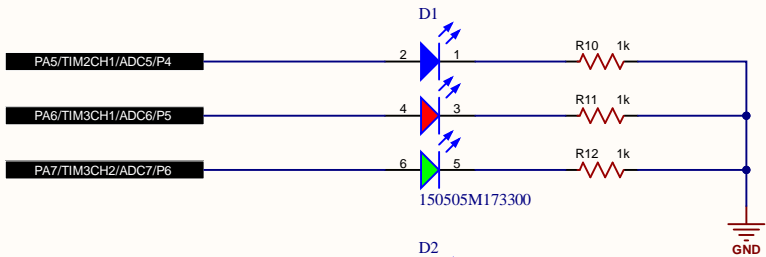 D1
PA5/TIM2CH1/ADC5/P4 2 1 R10 1k
PA6/TIM3CH1/ADC6/P5 4 3 R11 1k
PA7/TIM3CH2/ADC7/P6 6 5 R12 1k
150505M173300
D2
GND